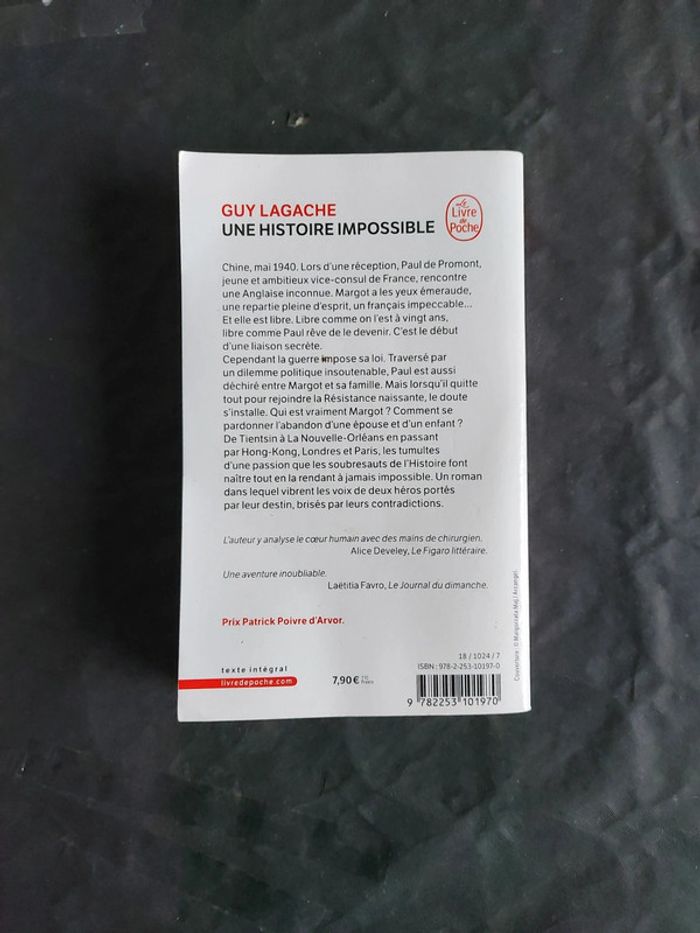 GUY LAGACHE
UNE HISTOIRE IMPOSSIBLE
Le
Livre
de
Poche
Chine, mai 1940. Lors d'une réception, Paul de Promont,
jeune et ambitieux vice-consul de France, rencontre
une Anglaise inconnue. Margot a les yeux émeraude,
une repartie pleine d'esprit, un français impeccable...
Et elle est libre. Libre comme on l'est à vingt ans,
libre comme Paul rêve de le devenir. C'est le début
d'une liaison secrète.
Cependant la guerre impose sa loi. Traversé par
un dilemme politique insoutenable, Paul est aussi
déchiré entre Margot et sa famille. Mais lorsqu'il quitte
tout pour rejoindre la Résistance naissante, le doute
s'installe. Qui est vraiment Margot ? Comment se
pardonner l'abandon d'une épouse et d'un enfant ?
De Tientsin à La Nouvelle-Orléans en passant
par Hong-Kong, Londres et Paris, les tumultes
d'une passion que les soubresauts de l'Histoire font
naître tout en la rendant à jamais impossible. Un roman
dans lequel vibrent les voix de deux héros portés
par leur destin, brisés par leurs contradictions.
L'auteur y analyse le cœur humain avec des mains de chirurgien.
Alice Develey, Le Figaro littéraire.
Une aventure inoubliable.
Laëtitia Favro, Le Journal du dimanche.
Prix Patrick Poivre d'Arvor.
texte intégral
livredepoche.com
7,90 € TTC
France
18 / 1024 / 7
ISBN : 978-2-253-10197-0
9 782253 101970
Couverture : © Malgorzata Maj / Arcangel.